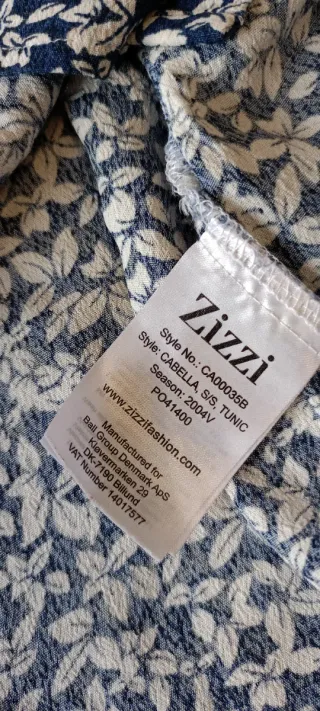 Zizzi
Style No.: CA00035B
Style: CABELLA, S/S, TUNIC
Season: 2004V
PO41400
www.zizzifashion.com
Manufactured for
Ball Group Denmark ApS
Kløvermarken 29
DK-7190 Billund
VAT Number 14017577